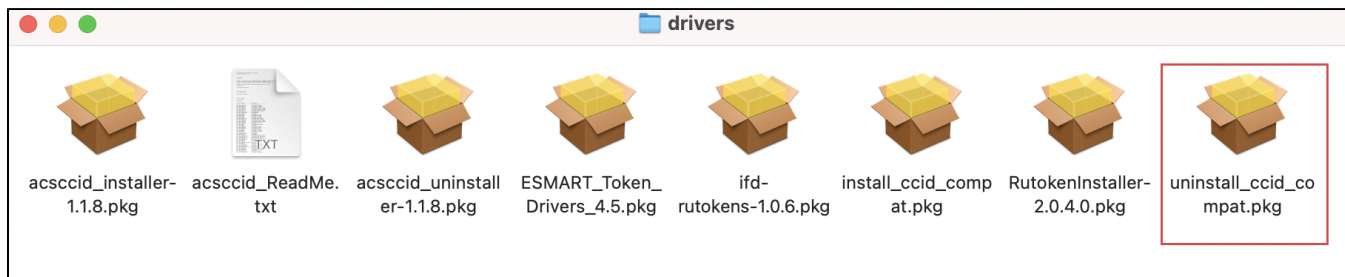 drivers
acsccid_installer-
1.1.8.pkg
acsccid_ReadMe.
txt
acsccid_uninstall
er-1.1.8.pkg
ESMART_Token_
Drivers_4.5.pkg
ifd-
rutokens-1.0.6.pkg
install_ccid_comp
at.pkg
RutokenInstaller-
2.0.4.0.pkg
uninstall_ccid_co
mpat.pkg
TXT